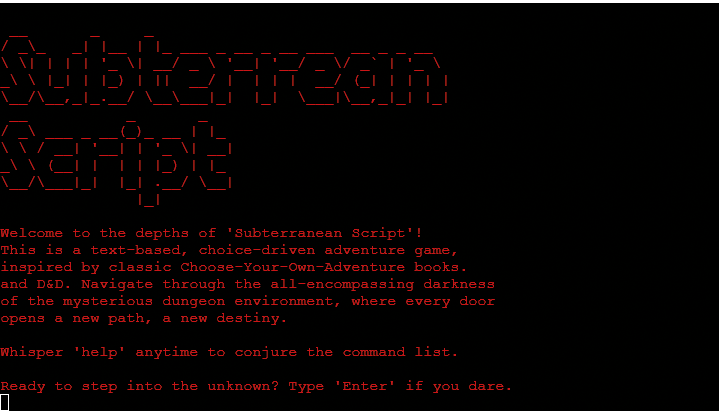 Subterrean
Script
Welcome to the depths of 'Subterranean Script'!
This is a text-based, choice-driven adventure game,
inspired by classic Choose-Your-Own-Adventure books.
and D&D. Navigate through the all-encompassing darkness
of the mysterious dungeon environment, where every door
opens a new path, a new destiny.
Whisper 'help' anytime to conjure the command list.
Ready to step into the unknown? Type 'Enter' if you dare.